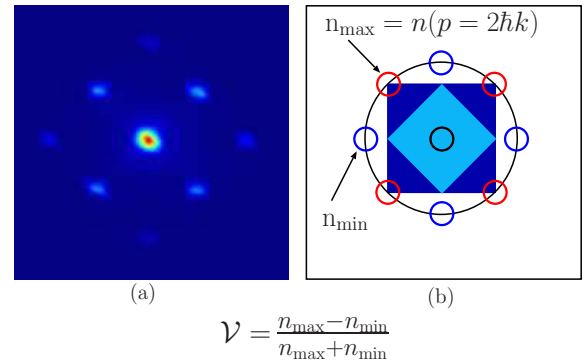 n_max = n(p = 2ħk)
n_min
(a)
(b)
𝒱 = (n_max − n_min) / (n_max + n_min)